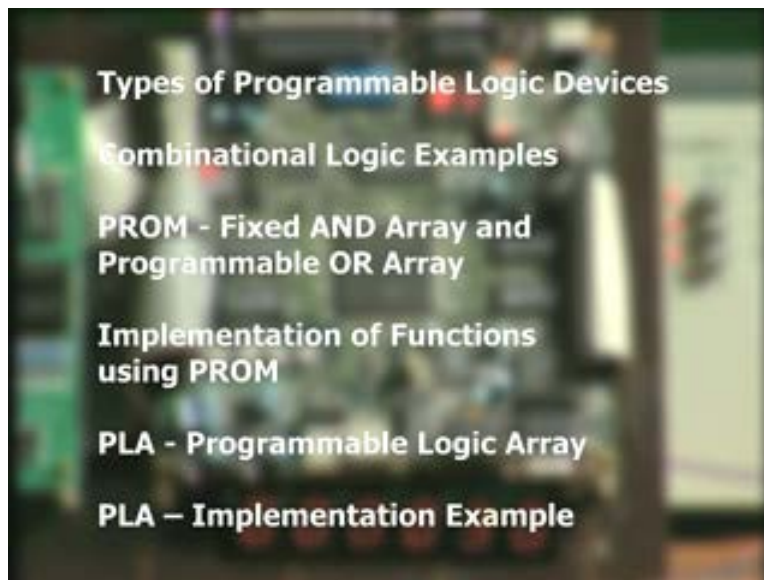 Types of Programmable Logic Devices
Combinational Logic Examples
PROM - Fixed AND Array and
Programmable OR Array
Implementation of Functions
using PROM
PLA - Programmable Logic Array
PLA – Implementation Example